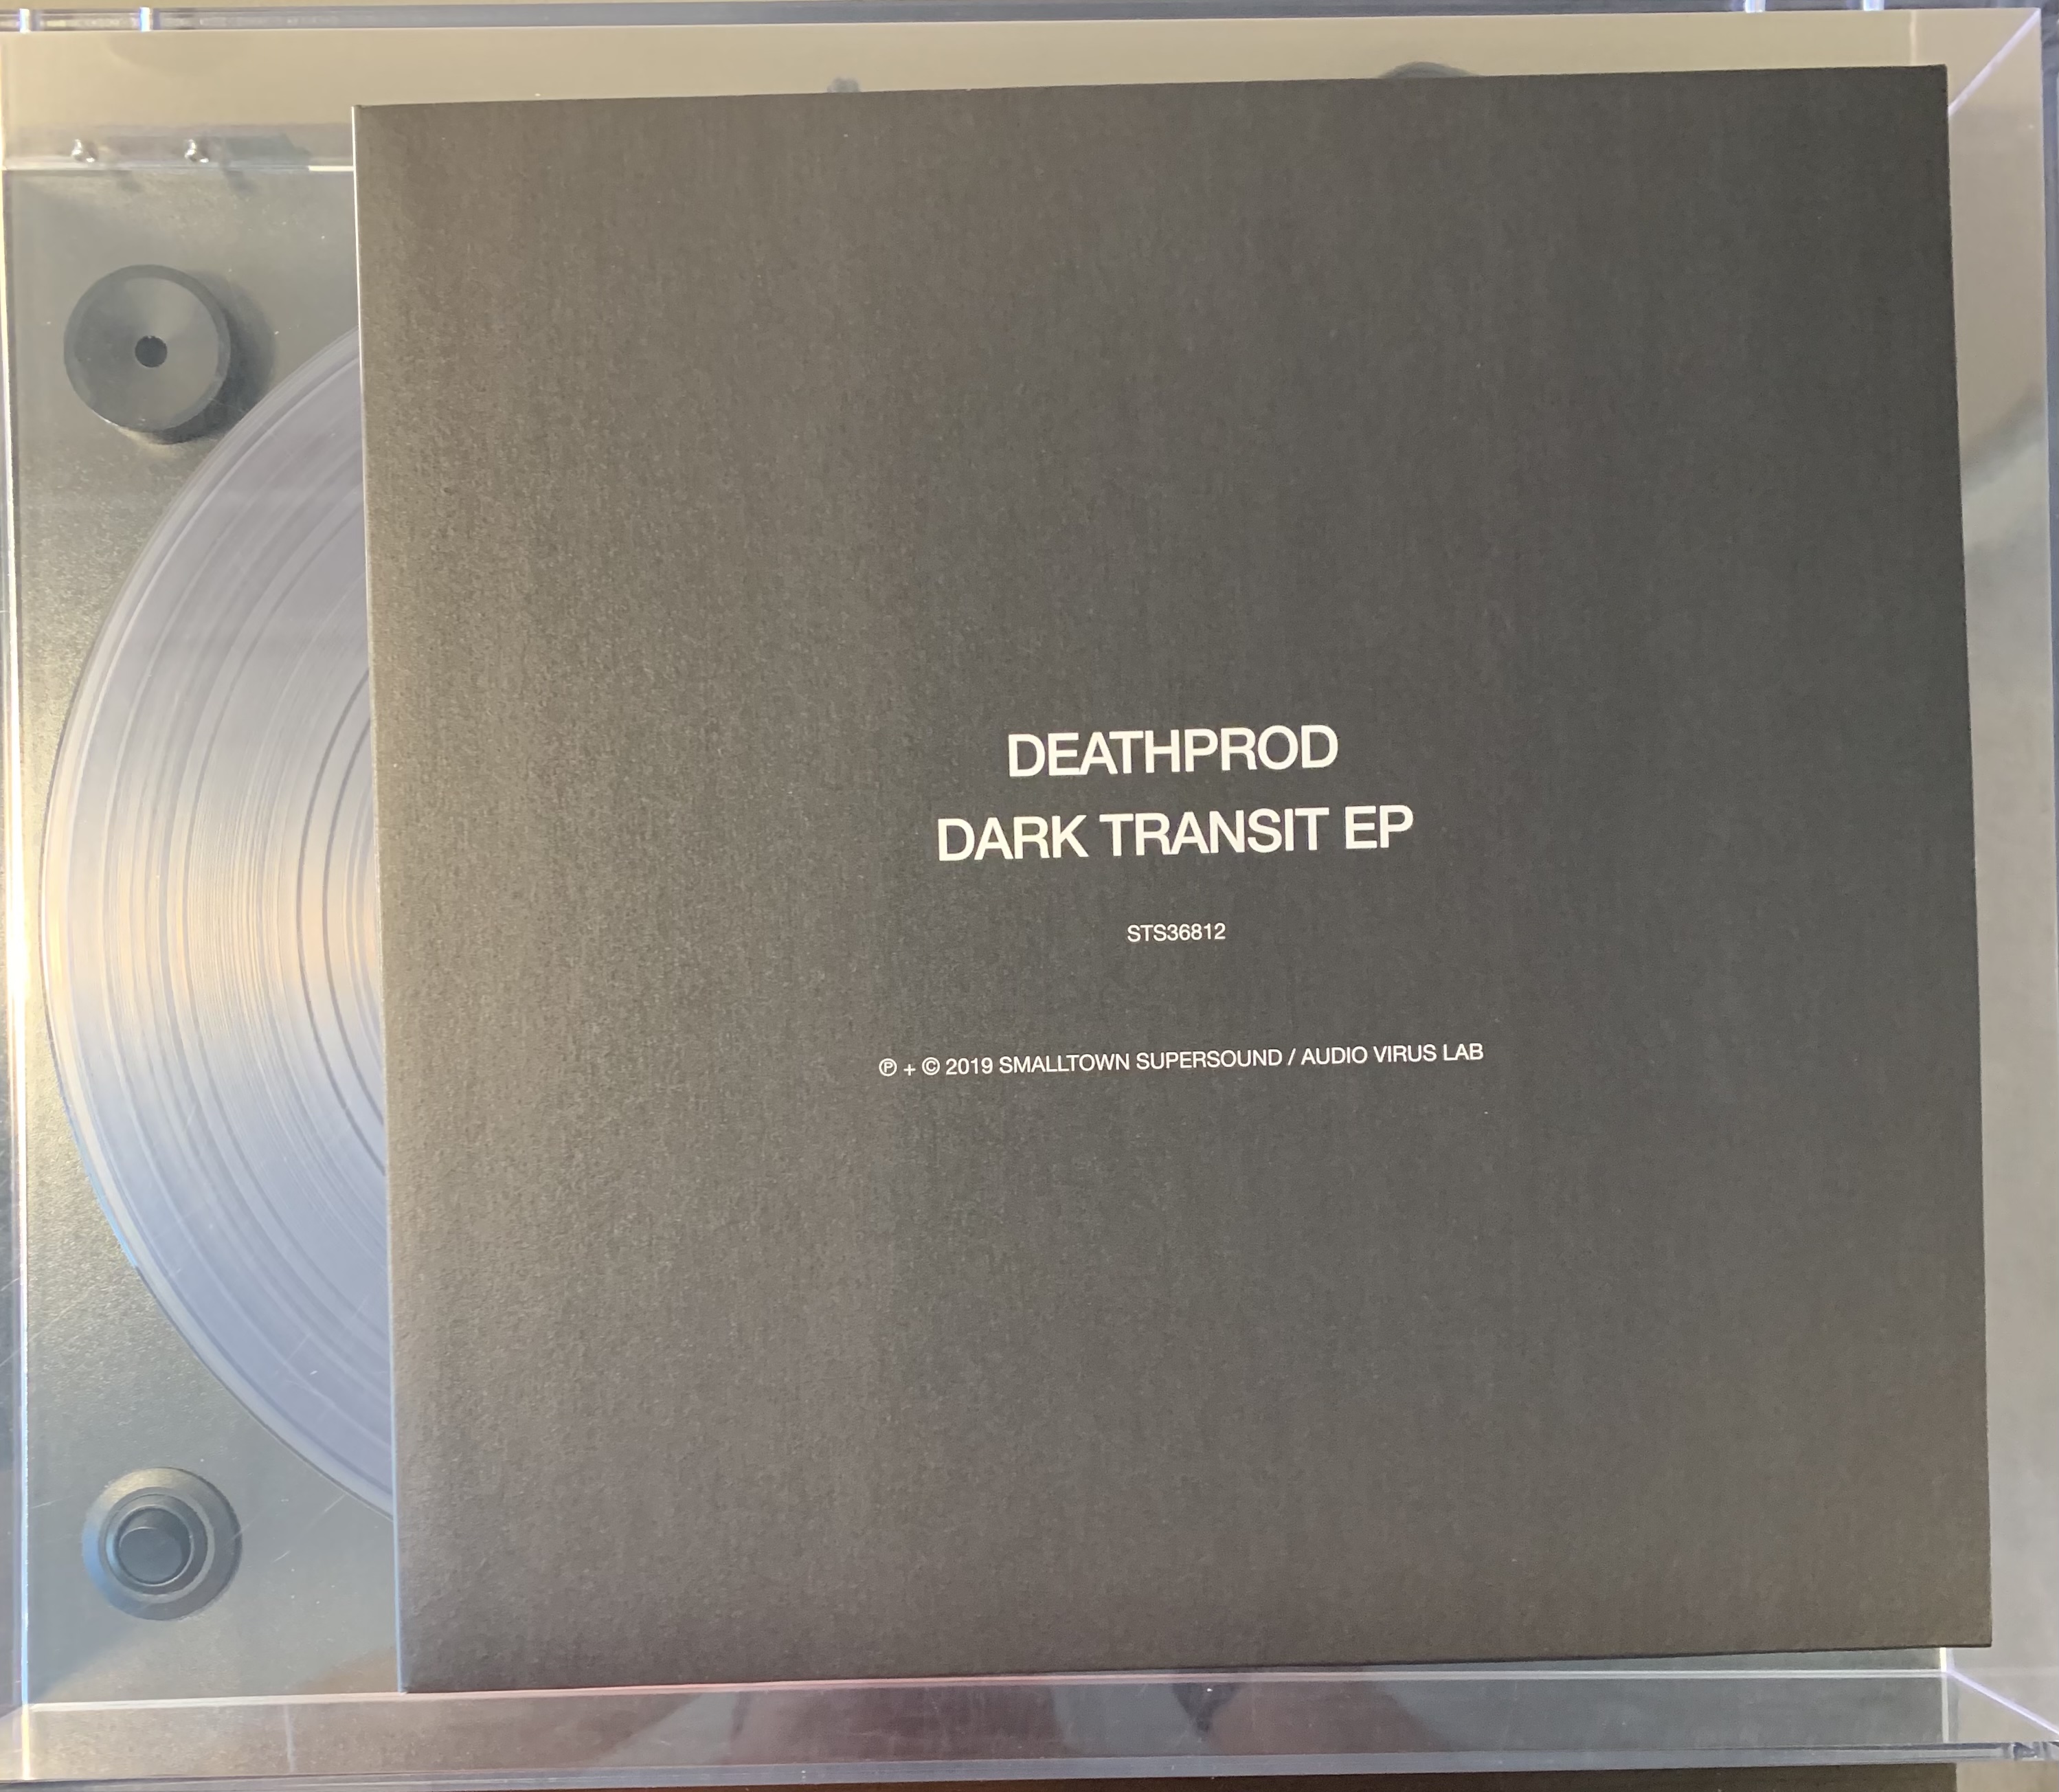 DEATHPROD
DARK TRANSIT EP
STS36812
℗ + © 2019 SMALLTOWN SUPERSOUND / AUDIO VIRUS LAB